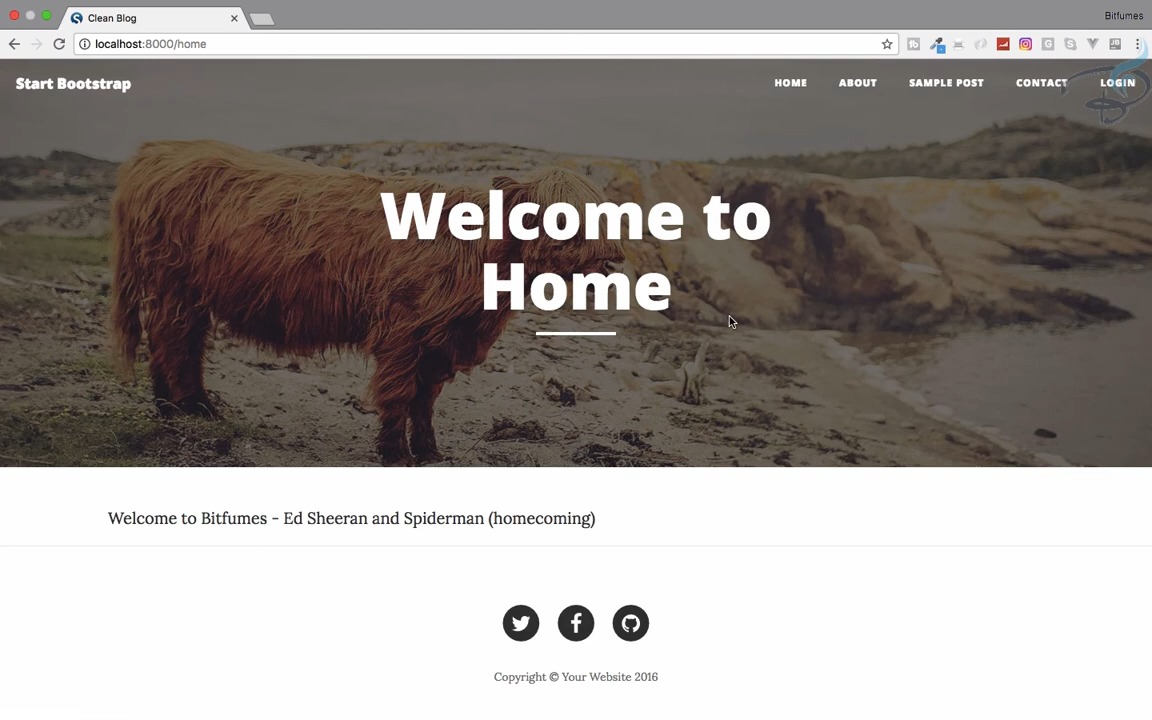 Clean Blog
Bitfumes
localhost:8000/home
Start Bootstrap
HOME
ABOUT
SAMPLE POST
CONTACT
LOGIN
Welcome to
Home
Welcome to Bitfumes - Ed Sheeran and Spiderman (homecoming)
Copyright © Your Website 2016